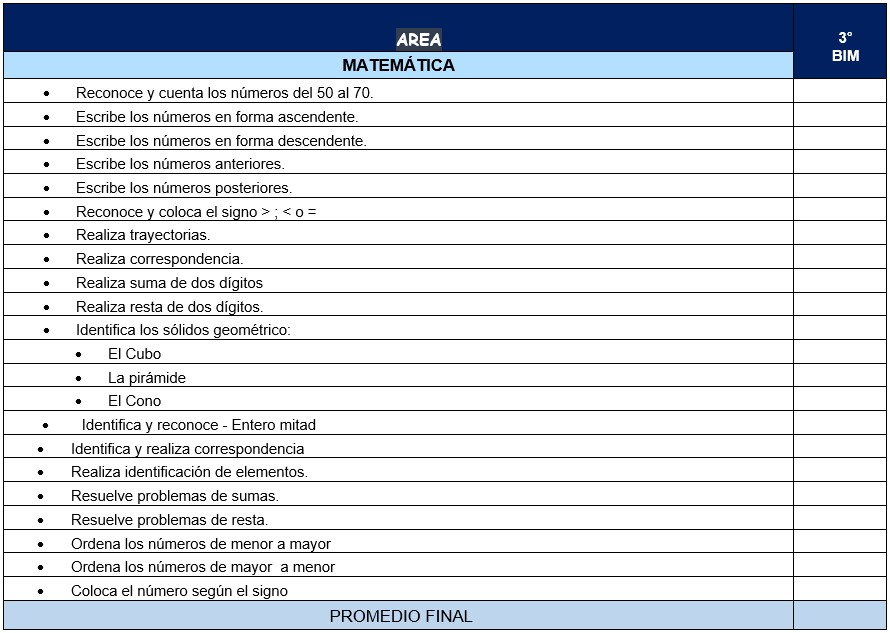 AREA
3°
BIM
MATEMÁTICA
• Reconoce y cuenta los números del 50 al 70.
• Escribe los números en forma ascendente.
• Escribe los números en forma descendente.
• Escribe los números anteriores.
• Escribe los números posteriores.
• Reconoce y coloca el signo > ; < o =
• Realiza trayectorias.
• Realiza correspondencia.
• Realiza suma de dos dígitos
• Realiza resta de dos dígitos.
• Identifica los sólidos geométrico:
• El Cubo
• La pirámide
• El Cono
• Identifica y reconoce - Entero mitad
• Identifica y realiza correspondencia
• Realiza identificación de elementos.
• Resuelve problemas de sumas.
• Resuelve problemas de resta.
• Ordena los números de menor a mayor
• Ordena los números de mayor  a menor
• Coloca el número según el signo
PROMEDIO FINAL